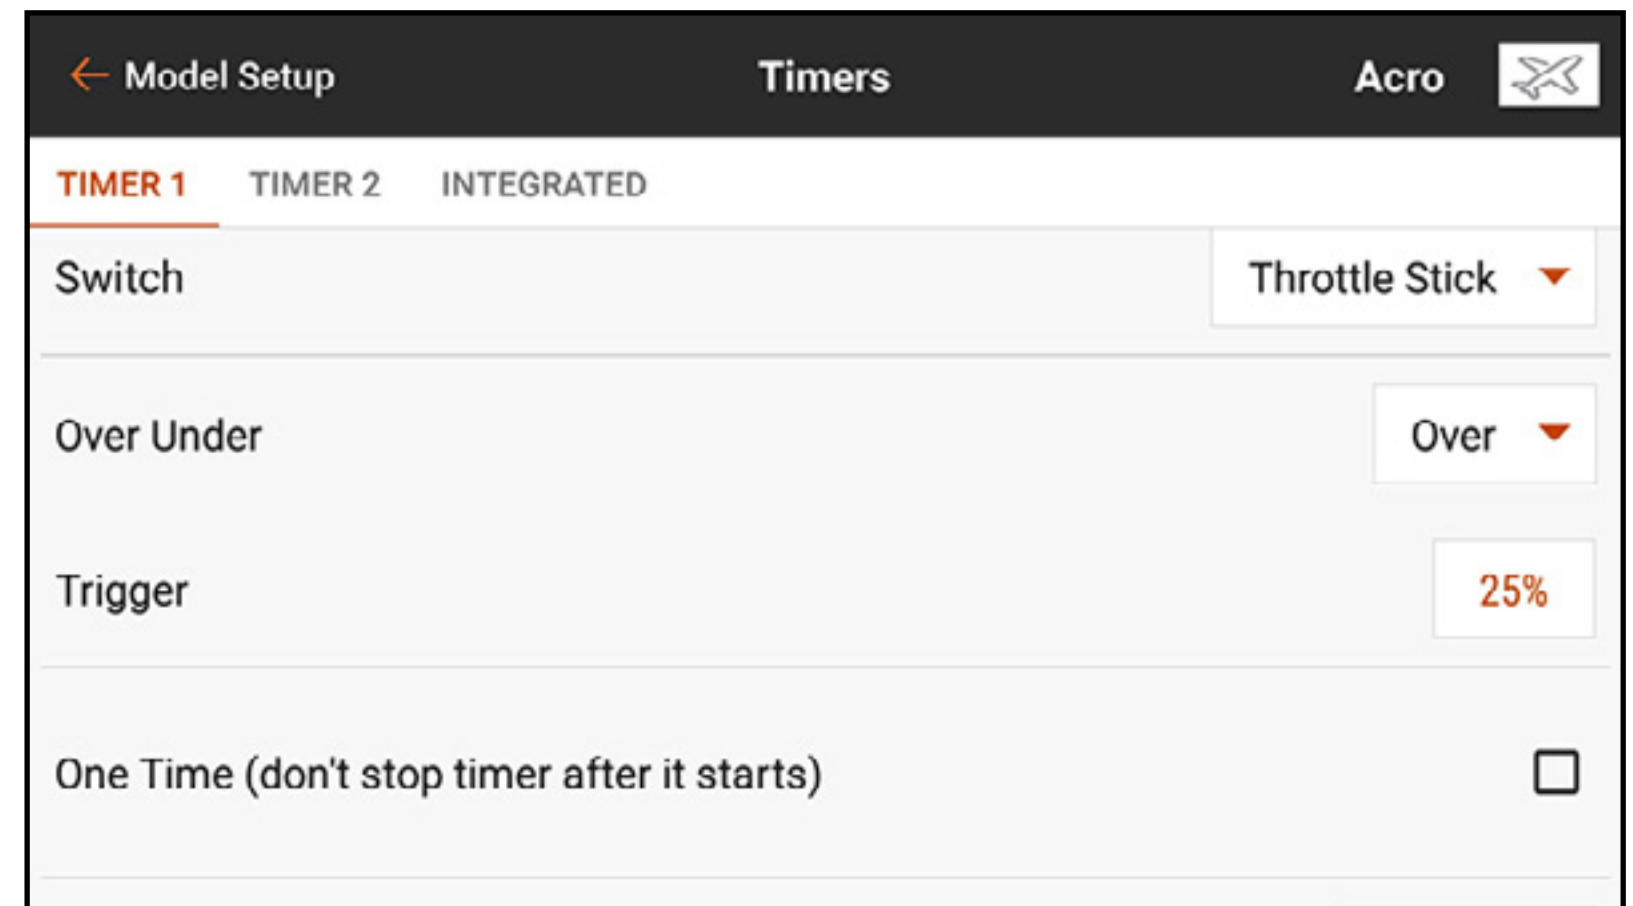 Model Setup Timers Acro
TIMER 1 TIMER 2 INTEGRATED
Switch Throttle Stick
Over Under Over
Trigger 25%
One Time (don't stop timer after it starts)